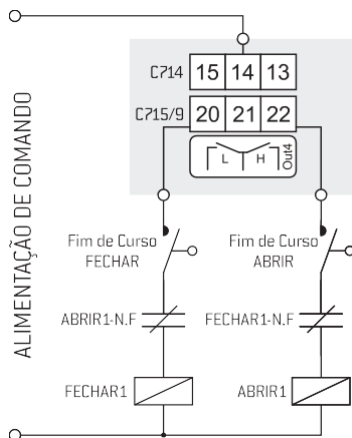 C714 15 14 13
C715/9 20 21 22
L H Out4
ALIMENTAÇÃO DE COMANDO
Fim de Curso
FECHAR
Fim de Curso
ABRIR
ABRIR1-N.F
FECHAR1-N.F
FECHAR1
ABRIR1